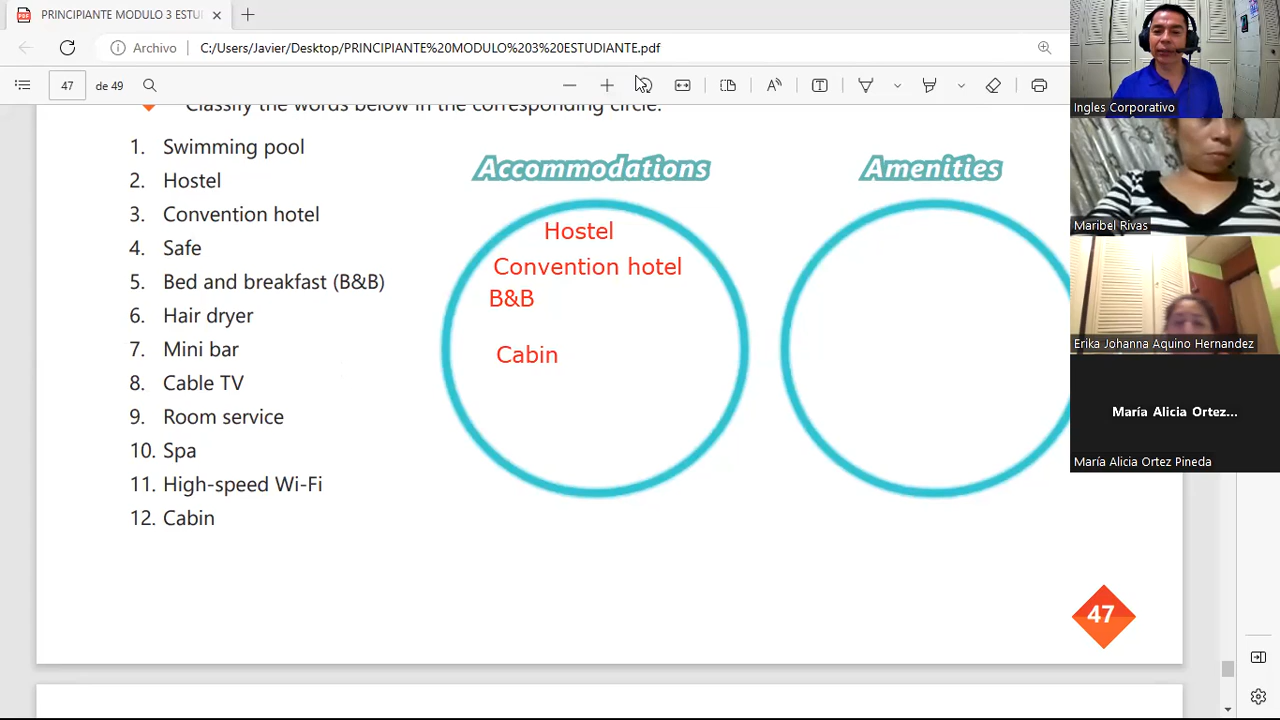 PRINCIPIANTE MODULO 3 ESTU
Archivo
C:/Users/Javier/Desktop/PRINCIPIANTE%20MODULO%203%20ESTUDIANTE.pdf
47
de 49
Classify the words below in the corresponding circle.
1. Swimming pool
2. Hostel
3. Convention hotel
4. Safe
5. Bed and breakfast (B&B)
6. Hair dryer
7. Mini bar
8. Cable TV
9. Room service
10. Spa
11. High-speed Wi-Fi
12. Cabin
Accommodations
Hostel
Convention hotel
B&B
Cabin
Amenities
47
Ingles Corporativo
Maribel Rivas
Erika Johanna Aquino Hernandez
María Alicia Ortez...
María Alicia Ortez Pineda